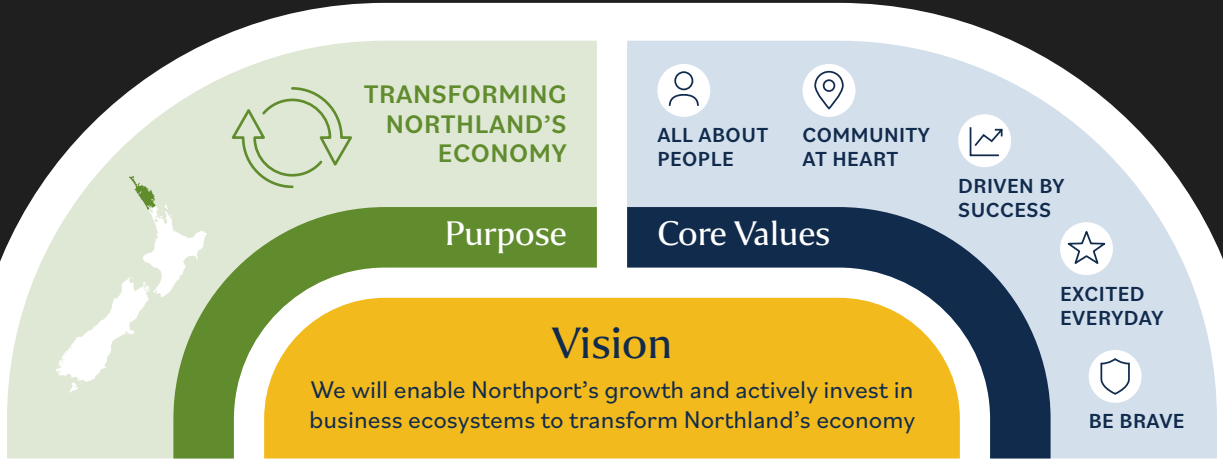 TRANSFORMING
NORTHLAND'S
ECONOMY
Purpose
ALL ABOUT
PEOPLE
COMMUNITY
AT HEART
DRIVEN BY
SUCCESS
EXCITED
EVERYDAY
BE BRAVE
Core Values
Vision
We will enable Northport's growth and actively invest in
business ecosystems to transform Northland's economy